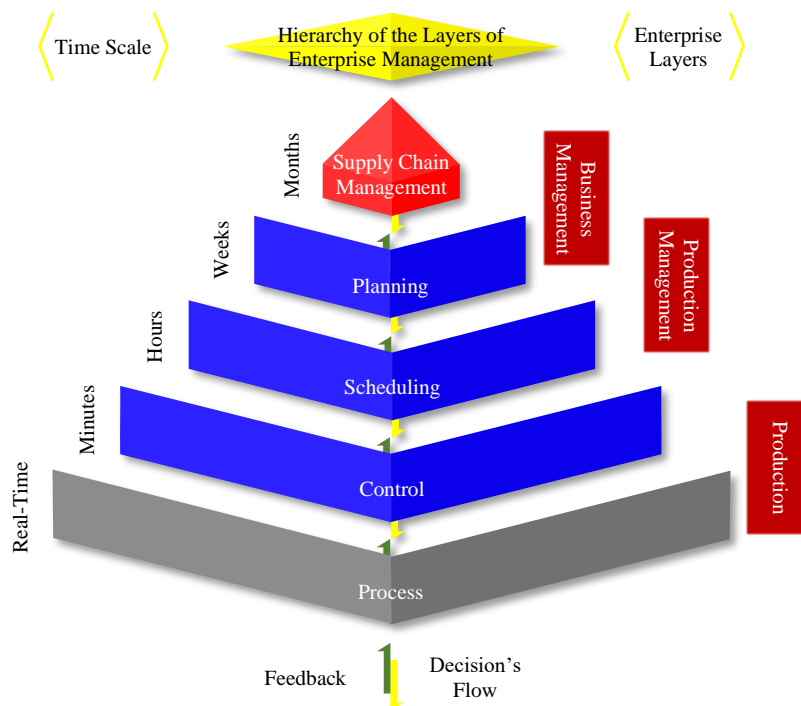 Time Scale
Hierarchy of the Layers of
Enterprise Management
Enterprise
Layers
Months
Supply Chain
Management
Business
Management
Weeks
Planning
Production
Management
Hours
Scheduling
Minutes
Control
Production
Real-Time
Process
Feedback
Decision's
Flow